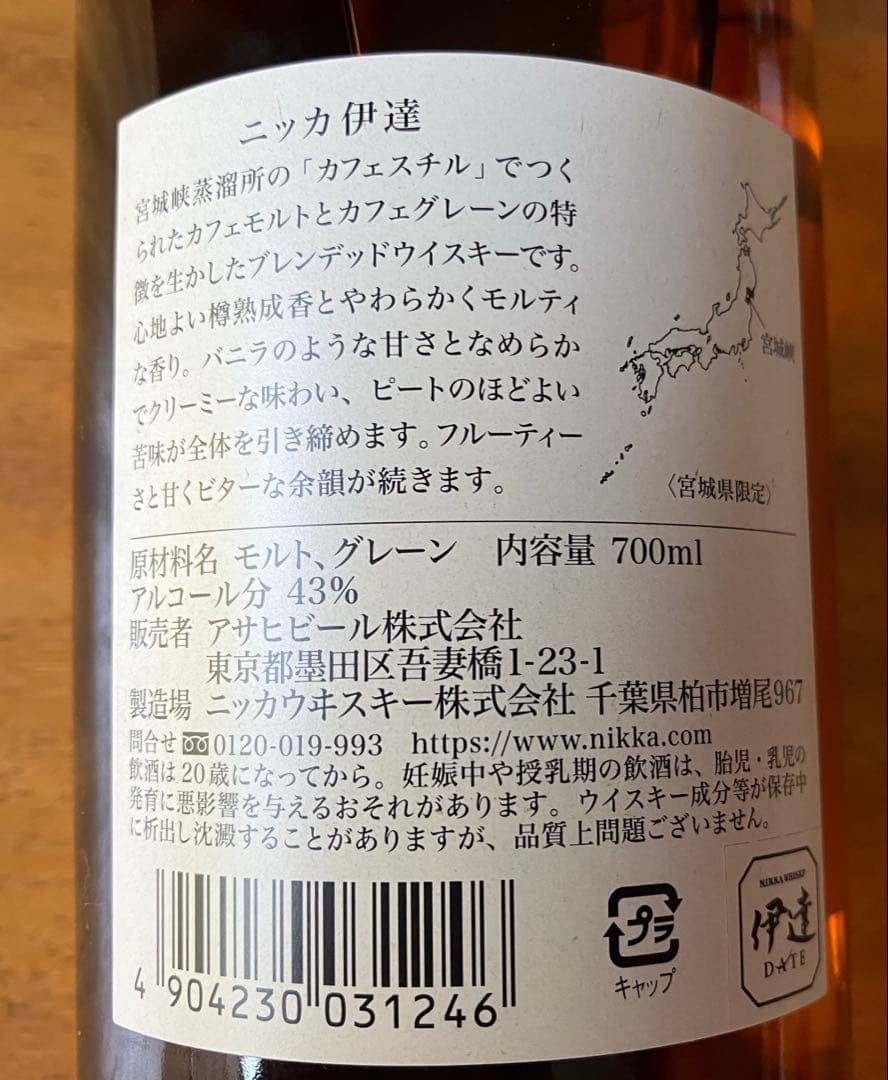 ニッカ伊達
宮城峡蒸溜所の「カフェスチル」でつく
られたカフェモルトとカフェグレーンの特
徴を生かしたブレンデッドウイスキーです。
心地よい樽熟成香とやわらかくモルティ
な香り。バニラのような甘さとなめらか
でクリーミーな味わい、ピートのほどよい
苦味が全体を引き締めます。フルーティー
さと甘くビターな余韻が続きます。
宮城峡
〈宮城県限定〉
原材料名 モルト、グレーン 内容量 700ml
アルコール分 43%
販売者 アサヒビール株式会社
東京都墨田区吾妻橋1-23-1
製造場 ニッカウヰスキー株式会社 千葉県柏市増尾967
問合せ 0120-019-993 https://www.nikka.com
飲酒は20歳になってから。妊娠中や授乳期の飲酒は、胎児・乳児の
発育に悪影響を与えるおそれがあります。ウイスキー成分等が保存中
に析出し沈澱することがありますが、品質上問題ございません。
4 904230 031246
プラ
キャップ
NIKKA WHISKY
伊達
DATE